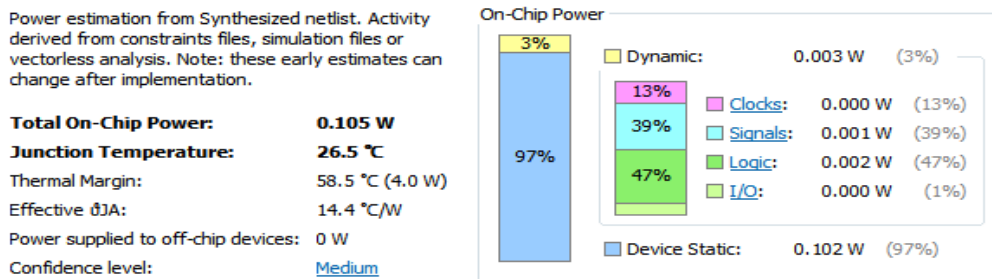 Power estimation from Synthesized netlist. Activity
derived from constraints files, simulation files or
vectorless analysis. Note: these early estimates can
change after implementation.
Total On-Chip Power: 0.105 W
Junction Temperature: 26.5 °C
Thermal Margin: 58.5 °C (4.0 W)
Effective ϑJA: 14.4 °C/W
Power supplied to off-chip devices: 0 W
Confidence level: Medium
On-Chip Power
3%
97%
Dynamic: 0.003 W (3%)
13%
39%
47%
Clocks: 0.000 W (13%)
Signals: 0.001 W (39%)
Logic: 0.002 W (47%)
I/O: 0.000 W (1%)
Device Static: 0.102 W (97%)